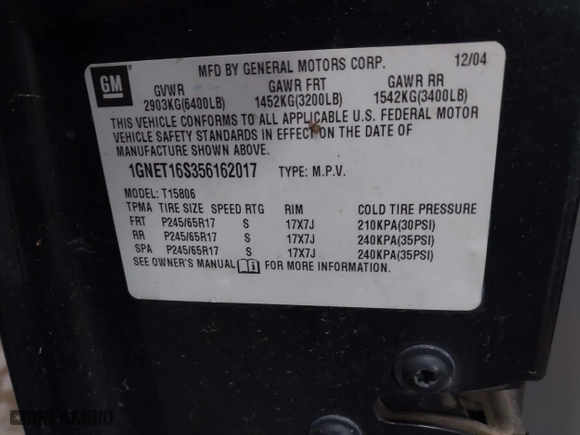 GM
MFD BY GENERAL MOTORS CORP. 12/04
GVWR GAWR FRT GAWR RR
2903KG(6400LB) 1452KG(3200LB) 1542KG(3400LB)
THIS VEHICLE CONFORMS TO ALL APPLICABLE U.S. FEDERAL MOTOR
VEHICLE SAFETY STANDARDS IN EFFECT ON THE DATE OF
MANUFACTURE SHOWN ABOVE.
1GNET16S356162017 TYPE: M.P.V.
MODEL: T15806
TPMA TIRE SIZE SPEED RTG RIM COLD TIRE PRESSURE
FRT P245/65R17 S 17X7J 210KPA(30PSI)
RR P245/65R17 S 17X7J 240KPA(35PSI)
SPA P245/65R17 S 17X7J 240KPA(35PSI)
SEE OWNER'S MANUAL FOR MORE INFORMATION.
DREAMBID